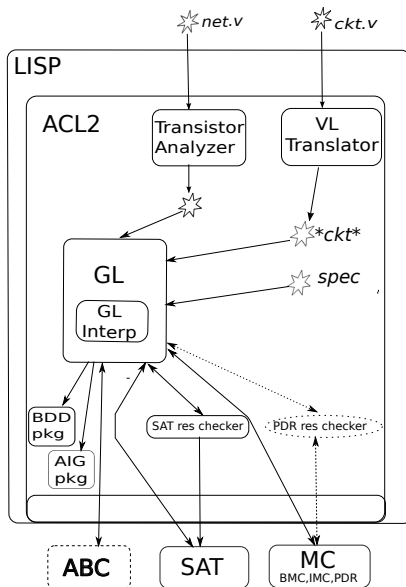 net.v
ckt.v
LISP
ACL2
Transistor
Analyzer
VL
Translator
*ckt*
spec
GL
GL
Interp
BDD
pkg
AIG
pkg
SAT res checker
PDR res checker
ABC
SAT
MC
BMC,IMC,PDR